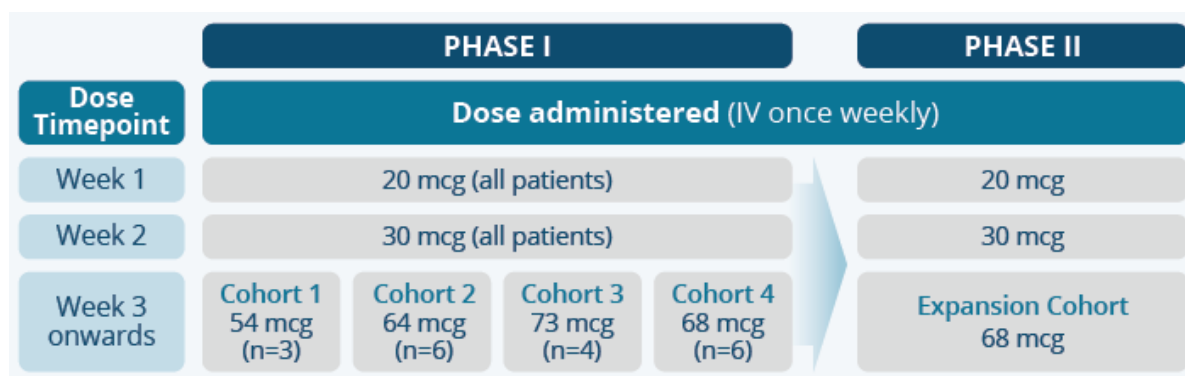 PHASE I
PHASE II
Dose
Timepoint
Dose administered (IV once weekly)
Week 1
20 mcg (all patients)
20 mcg
Week 2
30 mcg (all patients)
30 mcg
Week 3
onwards
Cohort 1
54 mcg
(n=3)
Cohort 2
64 mcg
(n=6)
Cohort 3
73 mcg
(n=4)
Cohort 4
68 mcg
(n=6)
Expansion Cohort
68 mcg